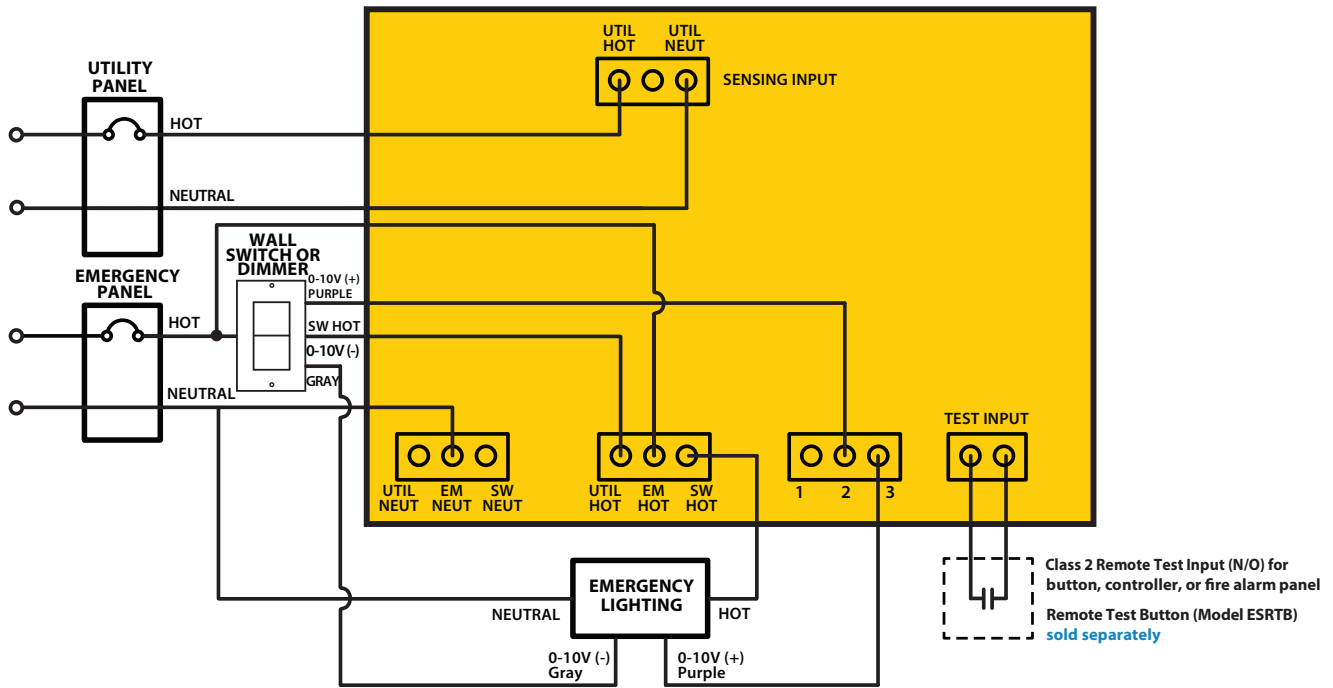 UTIL
HOT
UTIL
NEUT
SENSING INPUT
UTILITY
PANEL
HOT
NEUTRAL
WALL
SWITCH OR
DIMMER
0-10V (+)
PURPLE
EMERGENCY
PANEL
HOT
SW HOT
0-10V (-)
GRAY
NEUTRAL
TEST INPUT
UTIL
NEUT
EM
NEUT
SW
NEUT
UTIL
HOT
EM
HOT
SW
HOT
1
2
3
EMERGENCY
LIGHTING
NEUTRAL
HOT
0-10V (-)
Gray
0-10V (+)
Purple
Class 2 Remote Test Input (N/O) for
button, controller, or fire alarm panel
Remote Test Button (Model ESRTB)
sold separately